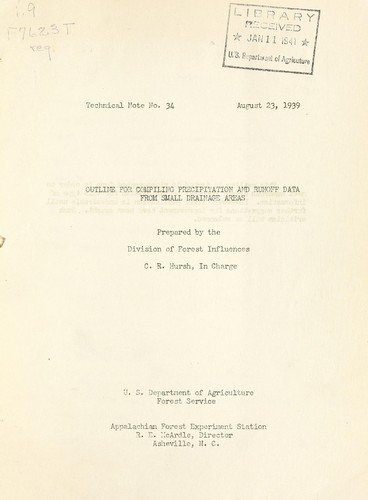 1.9
F7623T
reg.
LIBRARY
RECEIVED
★ JAN 11 1941 ★
U. S. Department of Agriculture
Technical Note No. 34 August 23, 1939
OUTLINE FOR COMPILING PRECIPITATION AND RUNOFF DATA
FROM SMALL DRAINAGE AREAS
Prepared by the
Division of Forest Influences
C. R. Hursh, In Charge
U. S. Department of Agriculture
Forest Service
Appalachian Forest Experiment Station
R. E. McArdle, Director
Asheville, N. C.